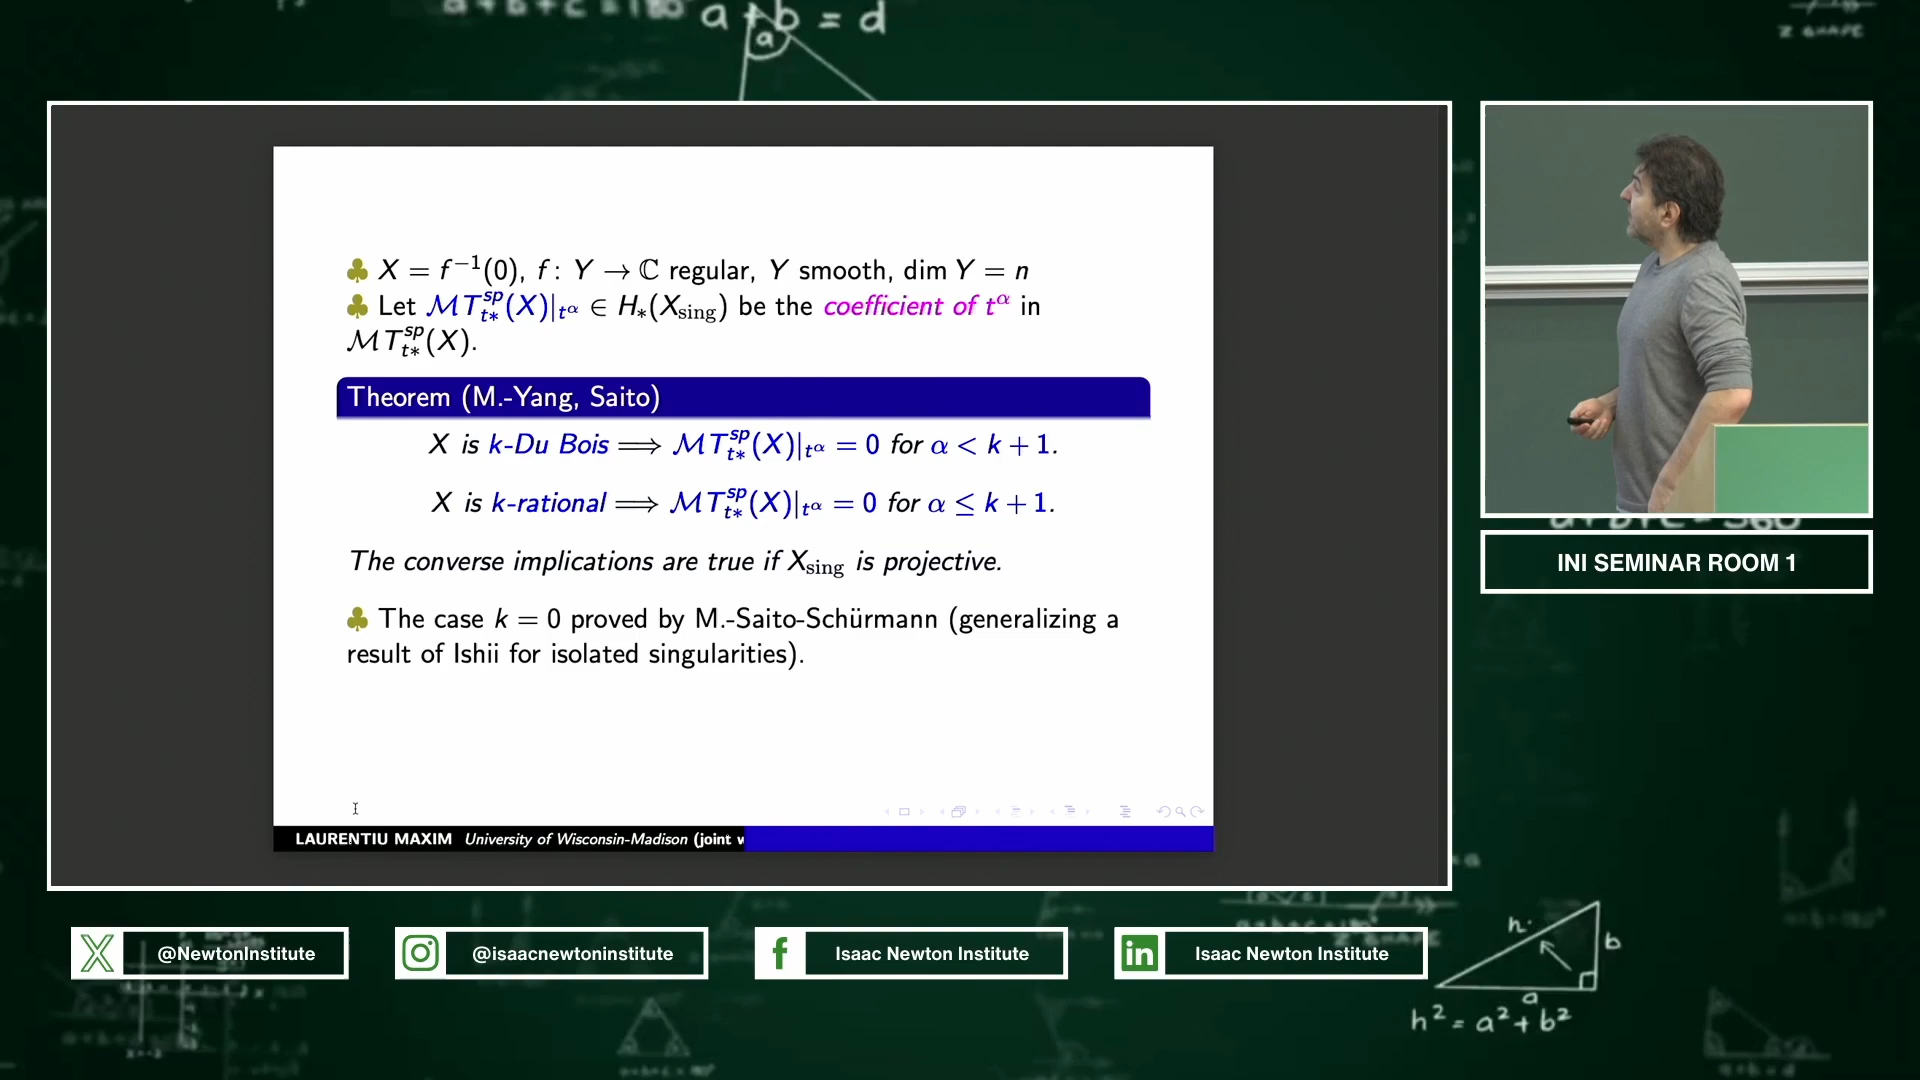 a + b = d
a
Z SHAPE
♣ X = f⁻¹(0), f : Y → ℂ regular, Y smooth, dim Y = n
♣ Let 𝓜T^{sp}_{t*}(X)|_{t^α} ∈ H_*(X_sing) be the coefficient of t^α in
𝓜T^{sp}_{t*}(X).
Theorem (M.-Yang, Saito)
X is k-Du Bois ⟹ 𝓜T^{sp}_{t*}(X)|_{t^α} = 0 for α < k + 1.
X is k-rational ⟹ 𝓜T^{sp}_{t*}(X)|_{t^α} = 0 for α ≤ k + 1.
The converse implications are true if X_sing is projective.
♣ The case k = 0 proved by M.-Saito-Schürmann (generalizing a
result of Ishii for isolated singularities).
LAURENTIU MAXIM University of Wisconsin-Madison (joint w
INI SEMINAR ROOM 1
@NewtonInstitute
@isaacnewtoninstitute
f
Isaac Newton Institute
in
Isaac Newton Institute
h
b
a
h² = a² + b²